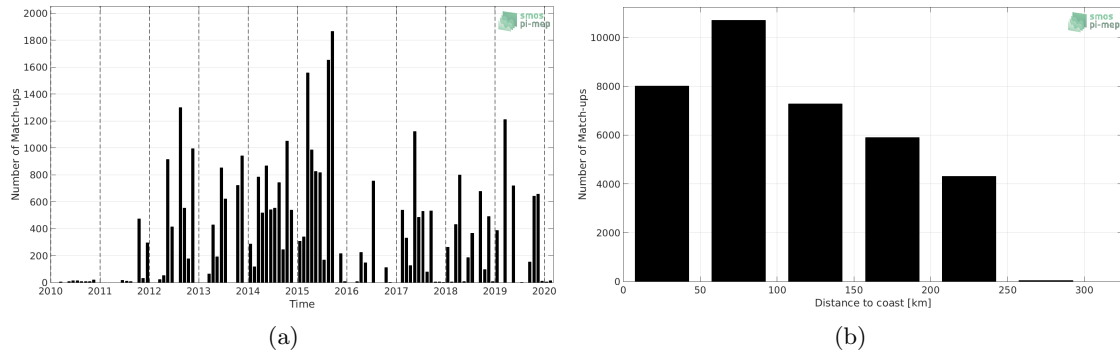 2000
1800
1600
1400
1200
1000
800
600
400
200
0
Number of Match-ups
2010 2011 2012 2013 2014 2015 2016 2017 2018 2019 2020
Time
smos
pi-mep
(a)
10000
8000
6000
4000
2000
0
Number of Match-ups
0 50 100 150 200 250 300
Distance to coast [km]
smos
pi-mep
(b)